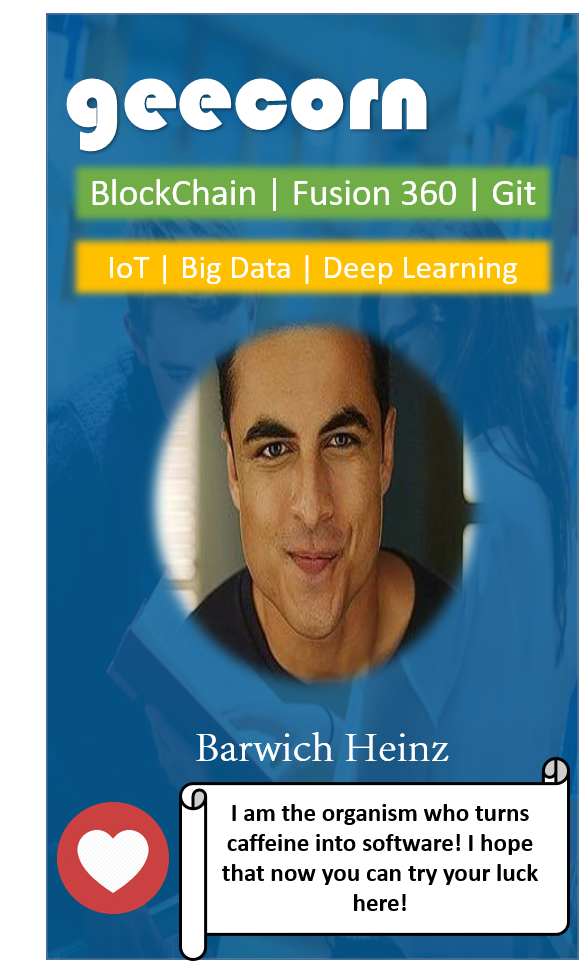 geecorn
BlockChain | Fusion 360 | Git
IoT | Big Data | Deep Learning
Barwich Heinz
I am the organism who turns
caffeine into software! I hope
that now you can try your luck
here!